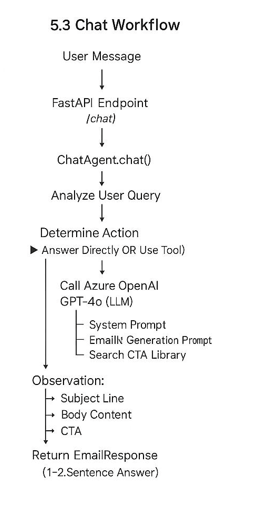 5.3 Chat Workflow
User Message
FastAPI Endpoint
/chat)
ChatAgent.chat()
Analyze User Query
Determine Action
▶ Answer Directly OR Use Tool)
Call Azure OpenAI
GPT-4o (LLM)
System Prompt
Emailk Generation Prompt
Search CTA Library
Observation:
Subject Line
Body Content
CTA
Return EmailResponse
(1-2.Sentence Answer)